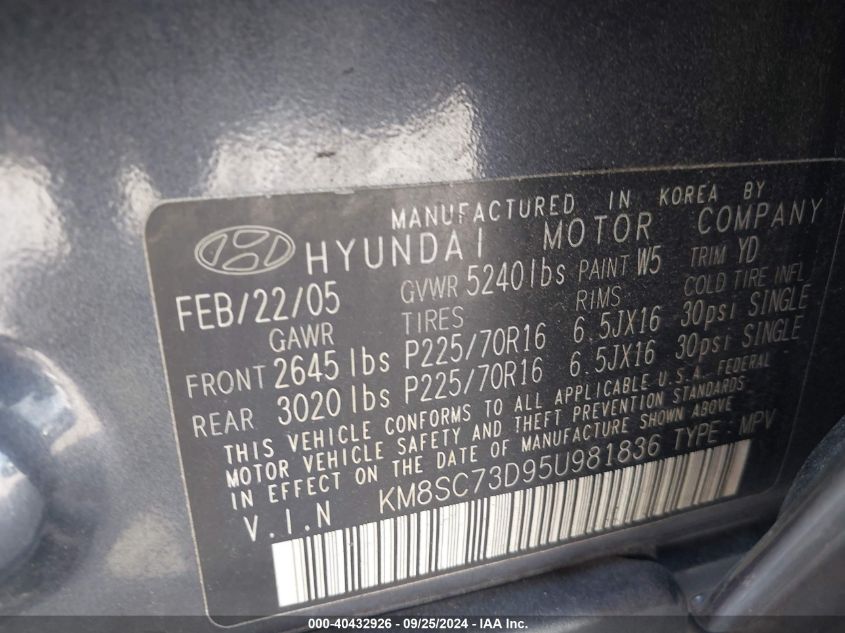 MANUFACTURED IN KOREA BY
HYUNDAI MOTOR COMPANY
FEB/22/05 GVWR 5240lbs PAINT W5 TRIM YD
GAWR TIRES RIMS COLD TIRE INFL
FRONT 2645 lbs P225/70R16 6.5JX16 30psi SINGLE
REAR 3020 lbs P225/70R16 6.5JX16 30psi SINGLE
THIS VEHICLE CONFORMS TO ALL APPLICABLE U.S.A. FEDERAL
MOTOR VEHICLE SAFETY AND THEFT PREVENTION STANDARDS
IN EFFECT ON THE DATE OF MANUFACTURE SHOWN ABOVE
V.I.N KM8SC73D95U981836 TYPE: MPV
000-40432926 - 09/25/2024 - IAA Inc.